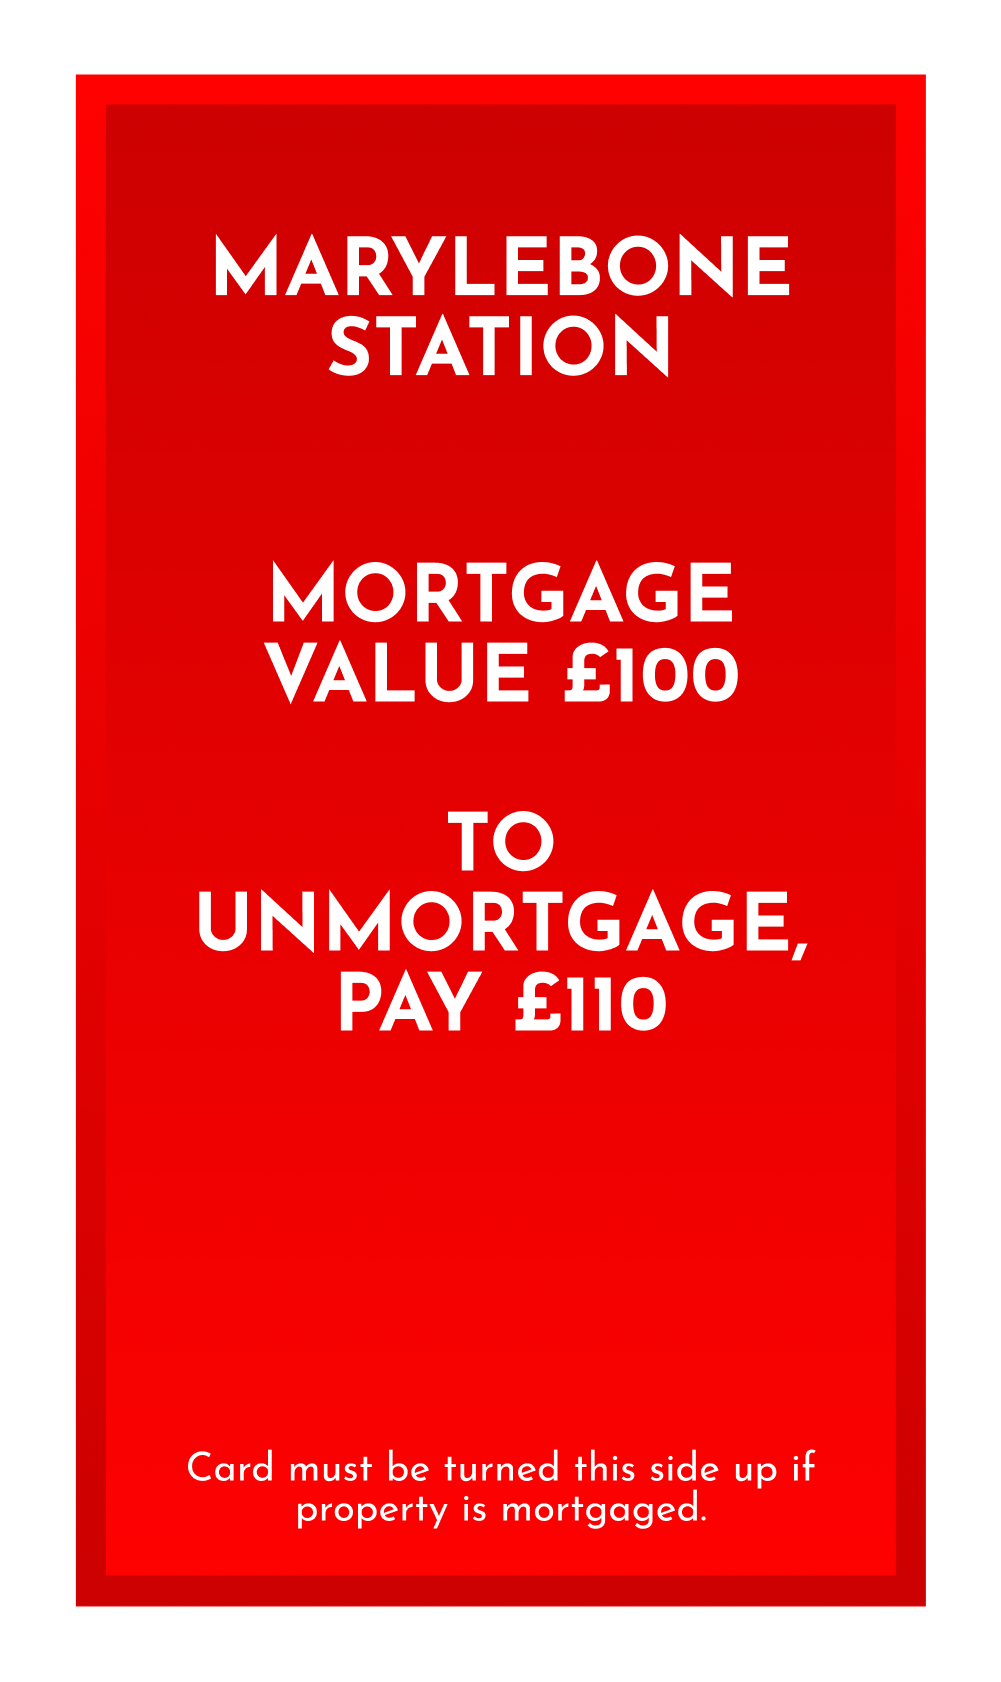 MARYLEBONE
STATION
MORTGAGE
VALUE £100
TO
UNMORTGAGE,
PAY £110
Card must be turned this side up if
property is mortgaged.